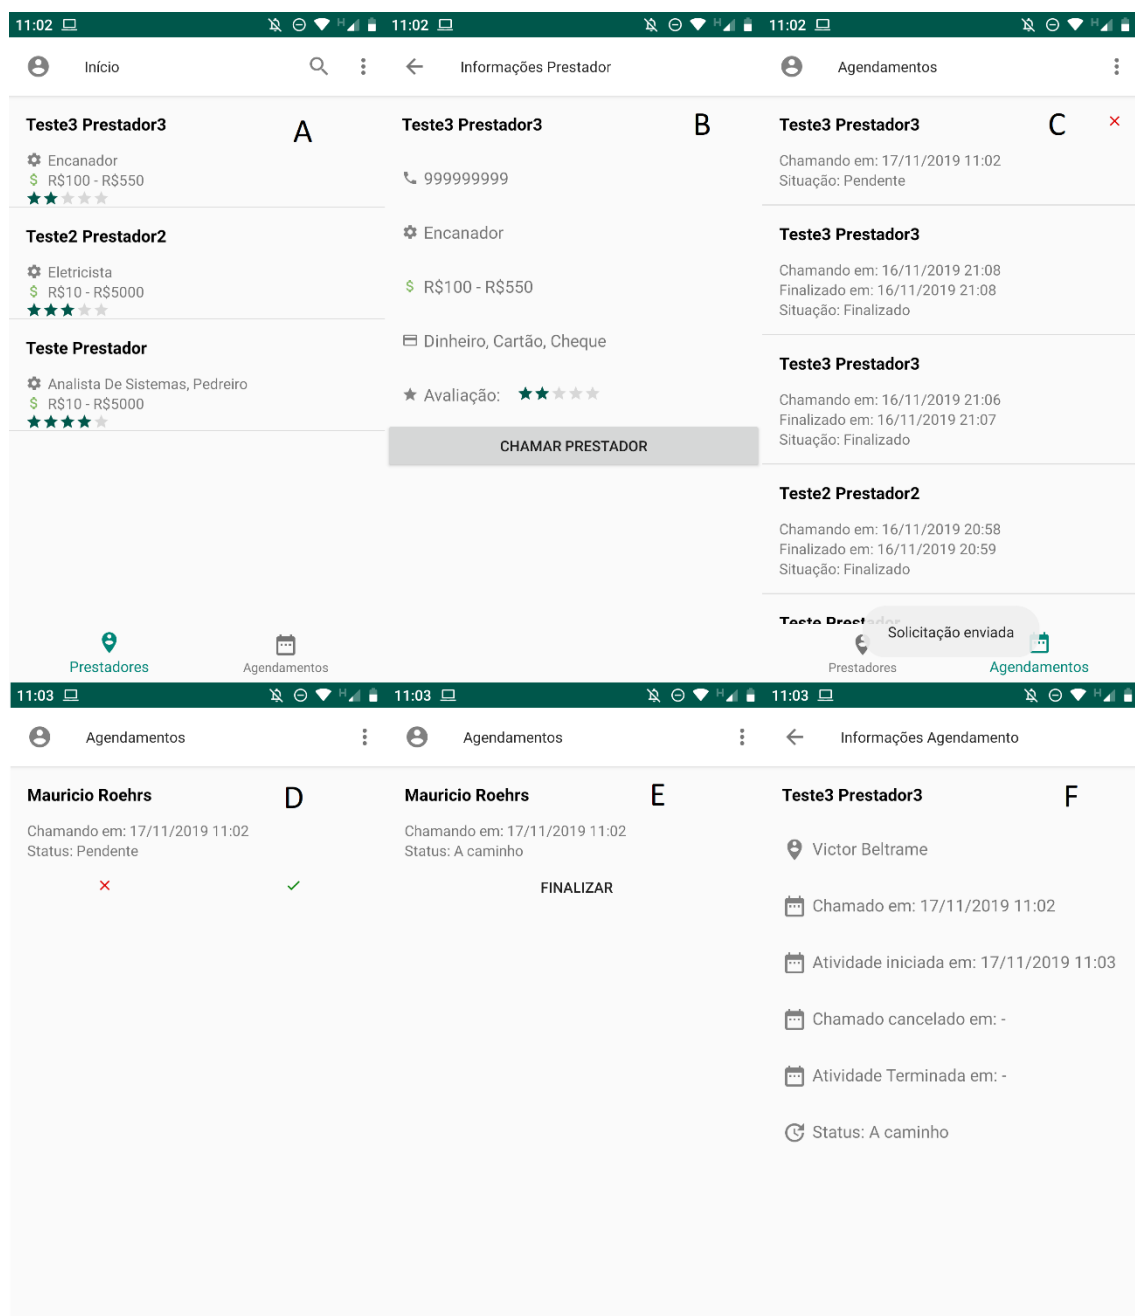 11:02
Início
Teste3 Prestador3
A
Encanador
$ R$100 - R$550
Teste2 Prestador2
Eletricista
$ R$10 - R$5000
Teste Prestador
Analista De Sistemas, Pedreiro
$ R$10 - R$5000
Prestadores
Agendamentos
11:02
H
Informações Prestador
Teste3 Prestador3
B
999999999
Encanador
$ R$100 - R$550
Dinheiro, Cartão, Cheque
Avaliação:
CHAMAR PRESTADOR
11:02
H
Agendamentos
Teste3 Prestador3
C
Chamando em: 17/11/2019 11:02
Situação: Pendente
Teste3 Prestador3
Chamando em: 16/11/2019 21:08
Finalizado em: 16/11/2019 21:08
Situação: Finalizado
Teste3 Prestador3
Chamando em: 16/11/2019 21:06
Finalizado em: 16/11/2019 21:07
Situação: Finalizado
Teste2 Prestador2
Chamando em: 16/11/2019 20:58
Finalizado em: 16/11/2019 20:59
Situação: Finalizado
Teste Prestador
Solicitação enviada
Prestadores
Agendamentos
11:03
H
Agendamentos
Mauricio Roehrs
D
Chamando em: 17/11/2019 11:02
Status: Pendente
11:03
H
Agendamentos
Mauricio Roehrs
E
Chamando em: 17/11/2019 11:02
Status: A caminho
FINALIZAR
11:03
H
Informações Agendamento
Teste3 Prestador3
F
Victor Beltrame
Chamado em: 17/11/2019 11:02
Atividade iniciada em: 17/11/2019 11:03
Chamado cancelado em: -
Atividade Terminada em: -
Status: A caminho